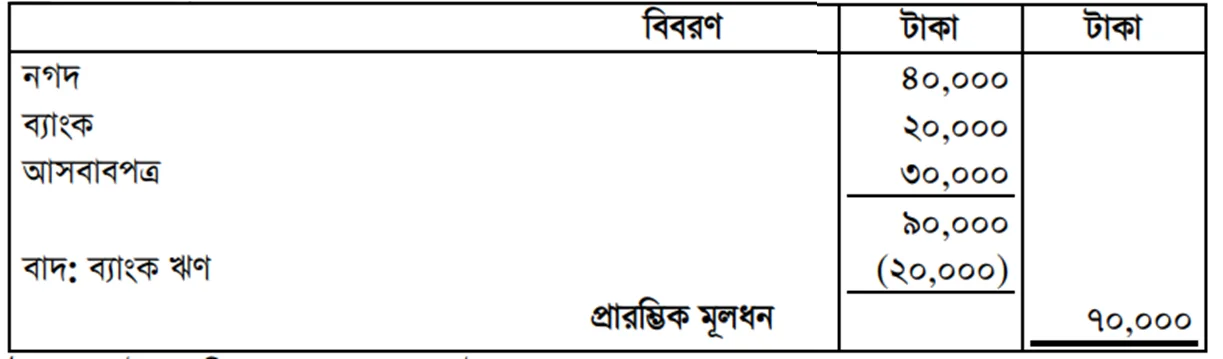 বিবরণ টাকা টাকা
নগদ ৪০,০০০
ব্যাংক ২০,০০০
আসবাবপত্র ৩০,০০০
৯০,০০০
বাদ: ব্যাংক ঋণ (২০,০০০)
প্রারম্ভিক মূলধন ৭০,০০০